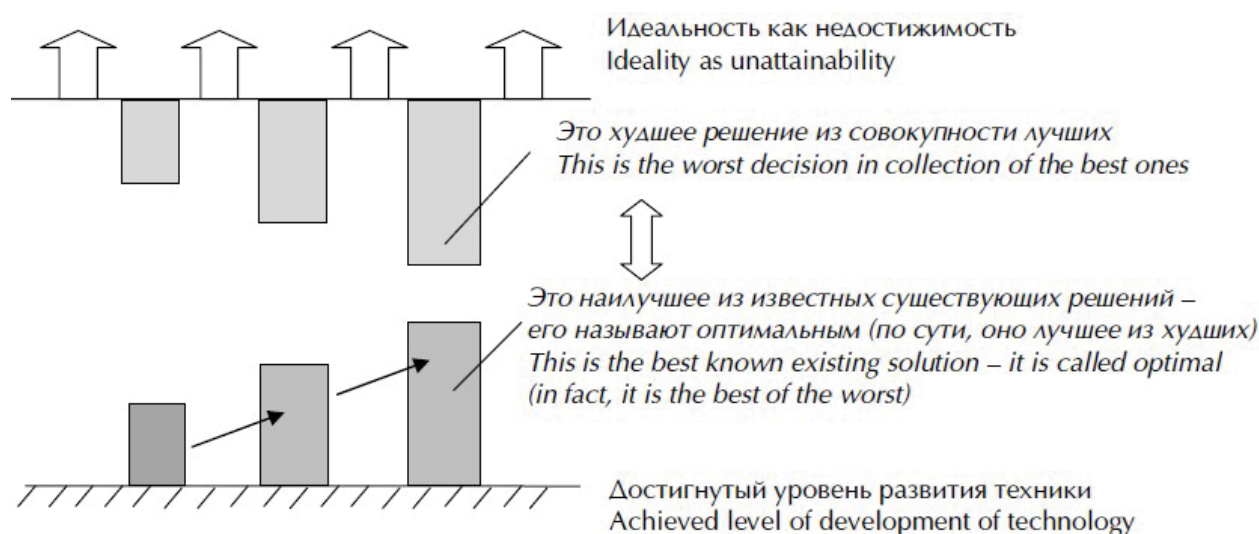 Идеальность как недостижимость
Ideality as unattainability
Это худшее решение из совокупности лучших
This is the worst decision in collection of the best ones
Это наилучшее из известных существующих решений –
его называют оптимальным (по сути, оно лучшее из худших)
This is the best known existing solution – it is called optimal
(in fact, it is the best of the worst)
Достигнутый уровень развития техники
Achieved level of development of technology